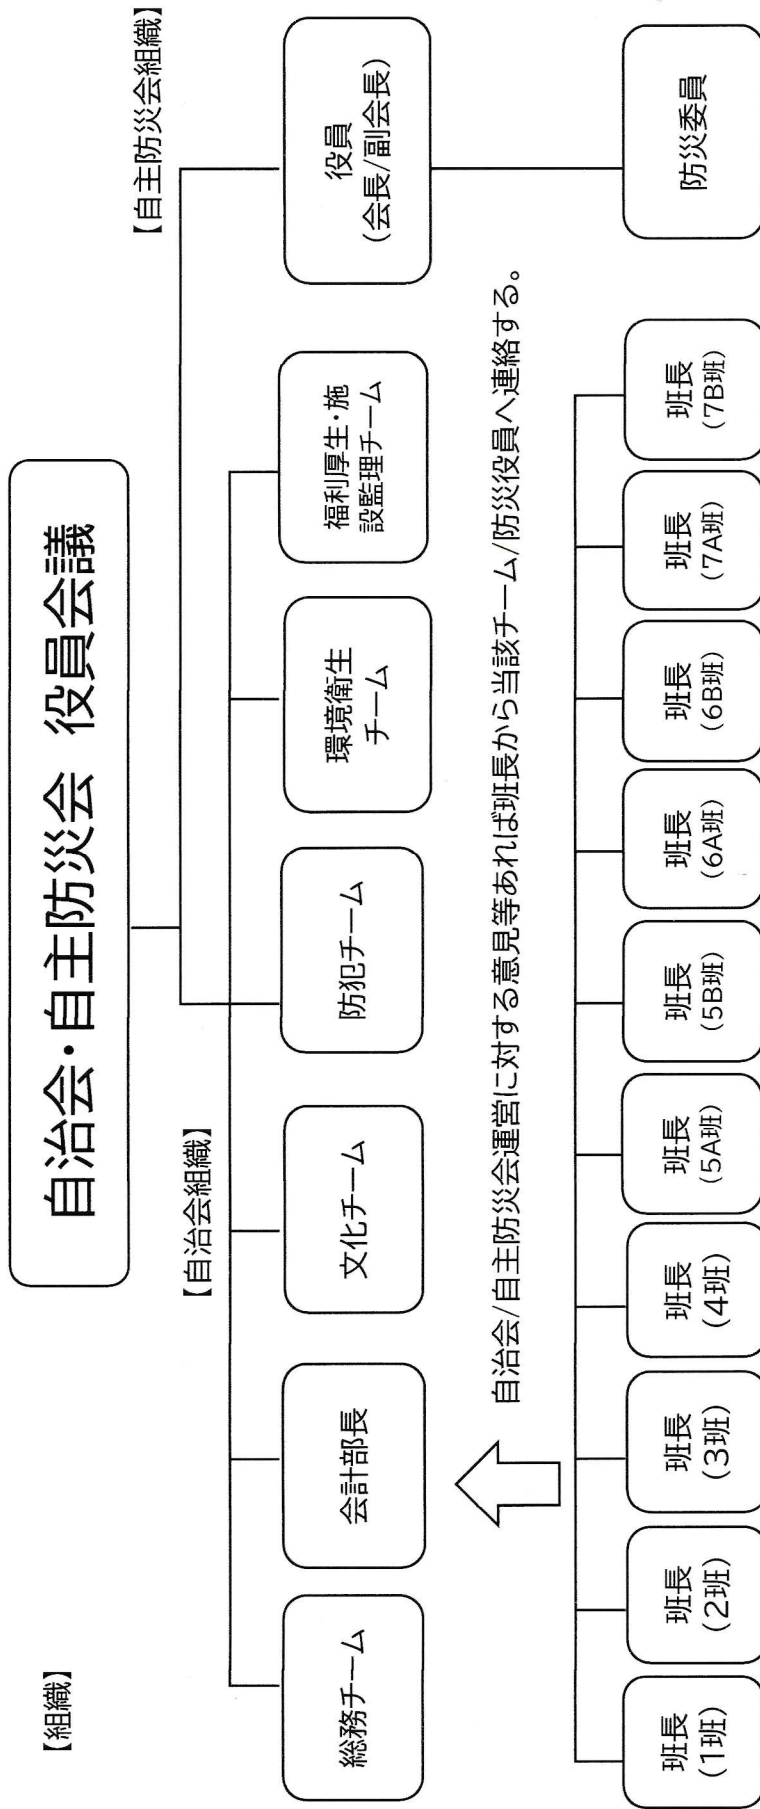 【組織】
自治会・自主防災会 役員会議
【自治会組織】
【自主防災会組織】
総務チーム
会計部長
文化チーム
防犯チーム
環境衛生
チーム
福利厚生・施
設監理チーム
役員
(会長/副会長)
自治会/自主防災会運営に対する意見等あれば班長から当該チーム/防災役員へ連絡する。
班長
(1班)
班長
(2班)
班長
(3班)
班長
(4班)
班長
(5A班)
班長
(5B班)
班長
(6A班)
班長
(6B班)
班長
(7A班)
班長
(7B班)
防災委員